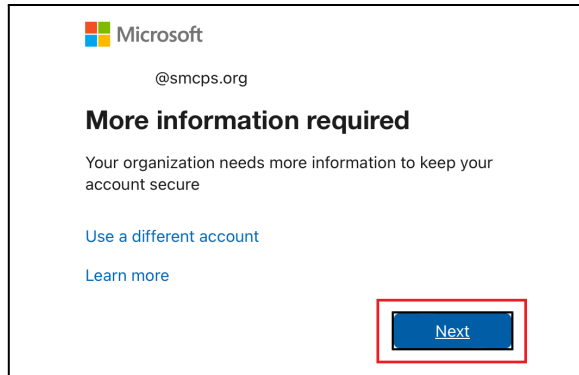 Microsoft
@smcps.org
More information required
Your organization needs more information to keep your
account secure
Use a different account
Learn more
Next